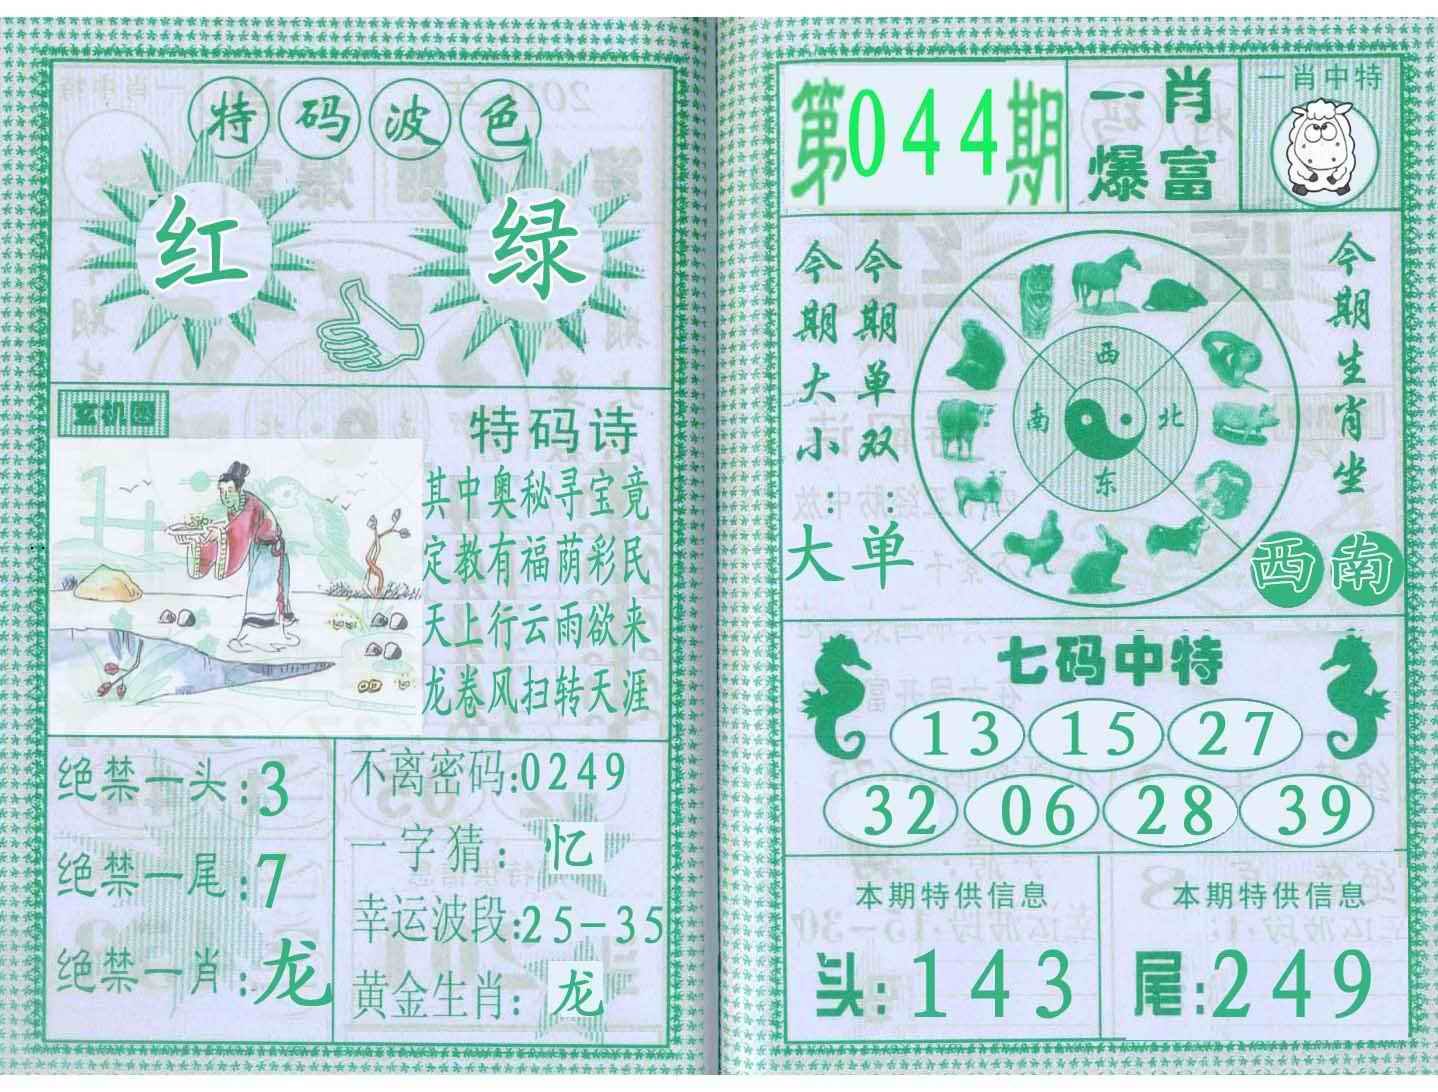 特码波色
红 绿
玄机图
特码诗
其中奥秘寻宝竟
定教有福荫彩民
天上行云雨欲来
龙卷风扫转天涯
绝禁一头:3
绝禁一尾:7
绝禁一肖:龙
不离密码:0249
一字猜:忆
幸运波段:25-35
黄金生肖:龙
第044期
一肖
爆富
一肖中特
今期大小:大
今期单双:单
西
南 北
东
今期生肖坐
西南
七码中特
13 15 27
32 06 28 39
本期特供信息
头:143
本期特供信息
尾:249